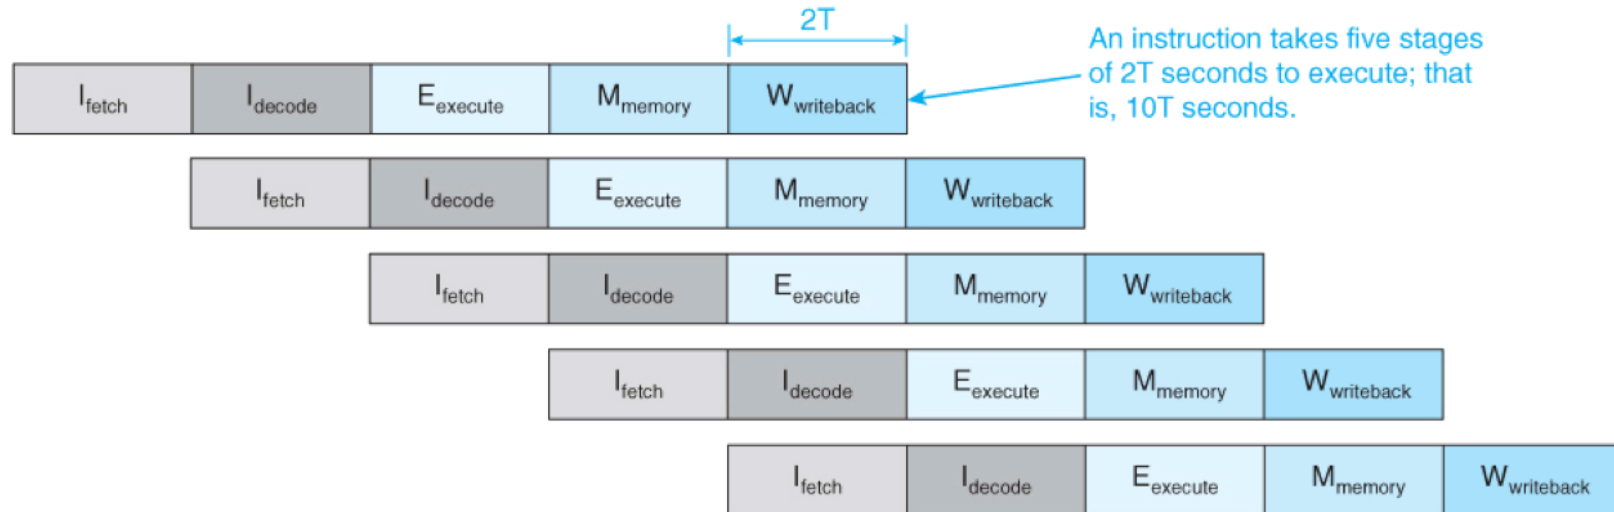 2T
An instruction takes five stages
of 2T seconds to execute; that
is, 10T seconds.
Ifetch Idecode Eexecute Mmemory Wwriteback
Ifetch Idecode Eexecute Mmemory Wwriteback
Ifetch Idecode Eexecute Mmemory Wwriteback
Ifetch Idecode Eexecute Mmemory Wwriteback
Ifetch Idecode Eexecute Mmemory Wwriteback